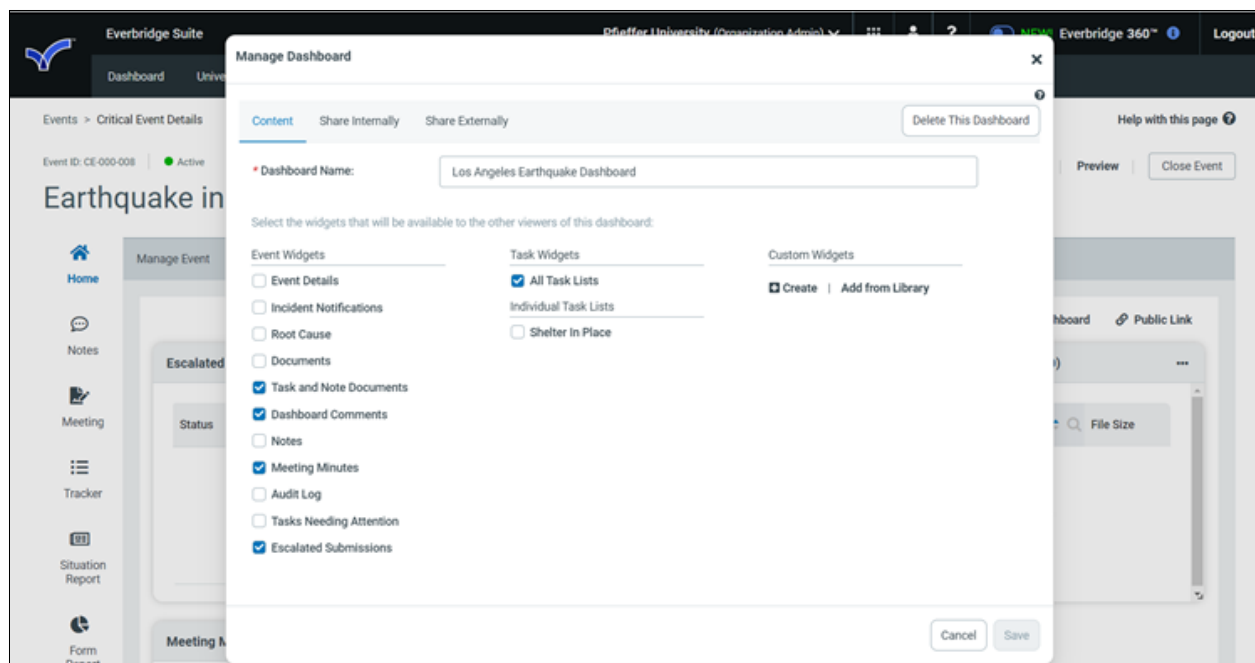 Everbridge Suite
Pfieffer University (Organization Admin)
?
NEW! Everbridge 360™
Logout
Dashboard
Manage Dashboard
Events > Critical Event Details
Content
Share Internally
Share Externally
Delete This Dashboard
Help with this page
Event ID: CE-000-008
Active
* Dashboard Name:
Los Angeles Earthquake Dashboard
Preview
Close Event
Earthquake in
Select the widgets that will be available to the other viewers of this dashboard:
Home
Manage Event
Event Widgets
Task Widgets
Custom Widgets
Event Details
All Task Lists
Create | Add from Library
Incident Notifications
Individual Task Lists
Root Cause
Shelter In Place
Public Link
Notes
Escalated
Documents
Task and Note Documents
Meeting
Status
Dashboard Comments
File Size
Notes
Meeting Minutes
Tracker
Audit Log
Tasks Needing Attention
Situation
Report
Escalated Submissions
Form
Meeting
Cancel
Save